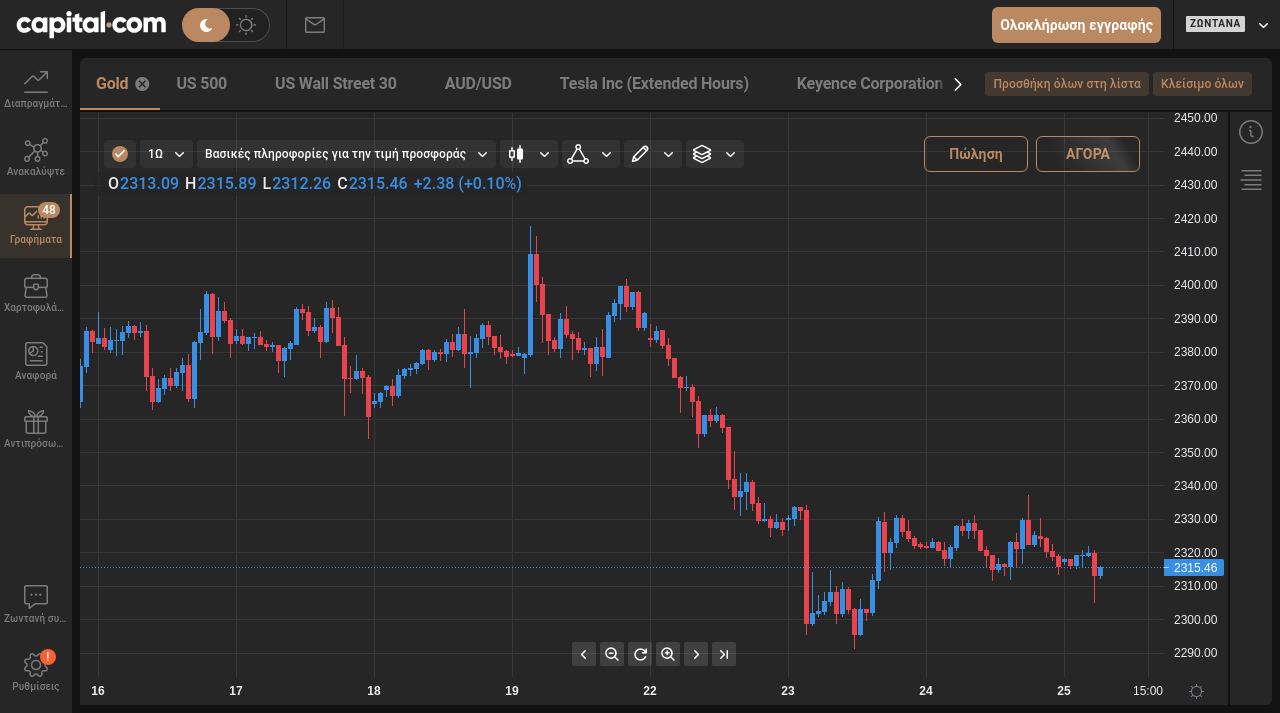 capital.com
Ολοκλήρωση εγγραφής
ΖΩΝΤΑΝΑ
Διαπραγμάτ...
Ανακαλύψτε
48
Γραφήματα
Χαρτοφυλά...
Αναφορά
Αντιπρόσω...
Ζωντανή συ...
!
Ρυθμίσεις
Gold
US 500
US Wall Street 30
AUD/USD
Tesla Inc (Extended Hours)
Keyence Corporation
Προσθήκη όλων στη λίστα
Κλείσιμο όλων
1Ω
Βασικές πληροφορίες για την τιμή προσφοράς
Πώληση
ΑΓΟΡΑ
O2313.09 H2315.89 L2312.26 C2315.46 +2.38 (+0.10%)
2450.00
2440.00
2430.00
2420.00
2410.00
2400.00
2390.00
2380.00
2370.00
2360.00
2350.00
2340.00
2330.00
2320.00
2315.46
2310.00
2300.00
2290.00
16 17 18 19 22 23 24 25 15:00